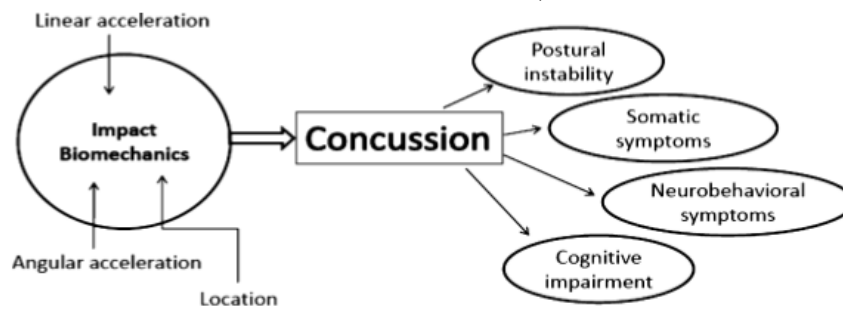 Linear acceleration
Impact
Biomechanics
Angular acceleration
Location
Concussion
Postural
instability
Somatic
symptoms
Neurobehavioral
symptoms
Cognitive
impairment